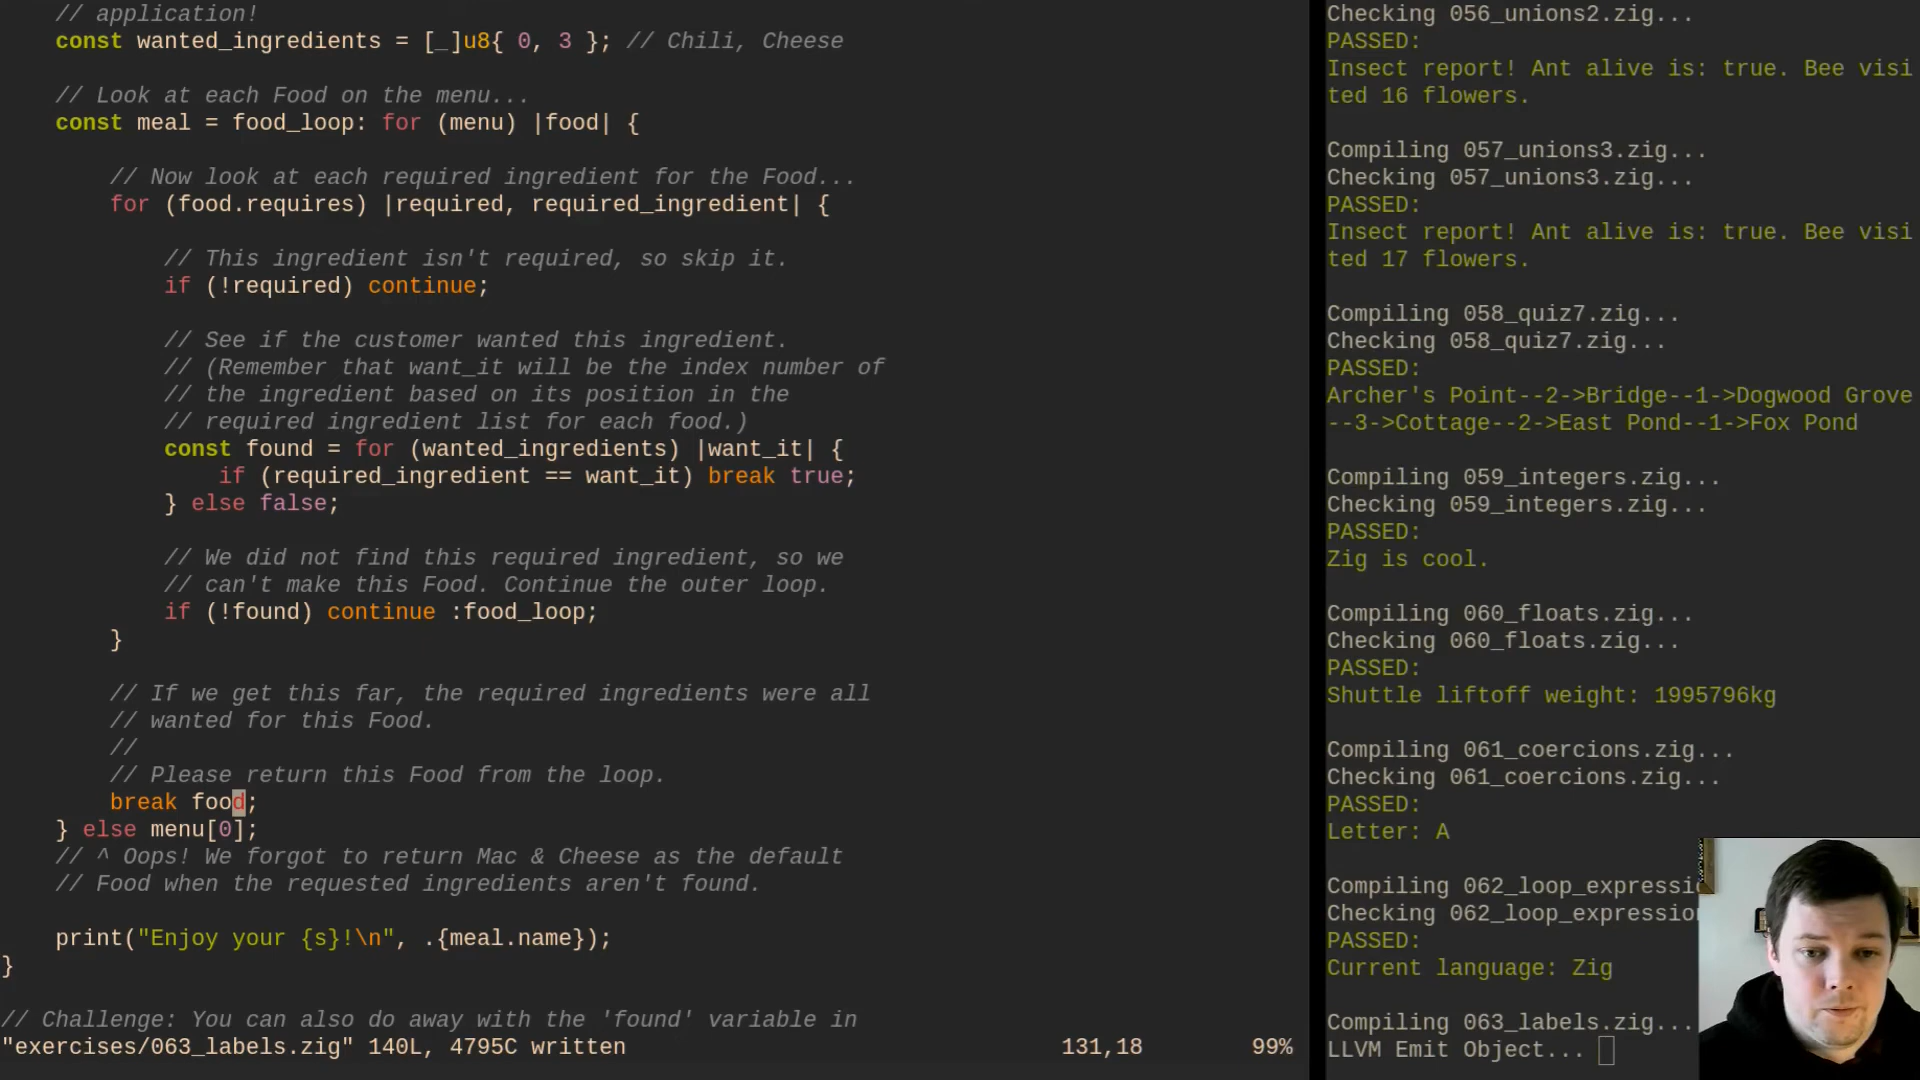 // application!
const wanted_ingredients = [_]u8{ 0, 3 }; // Chili, Cheese
// Look at each Food on the menu...
const meal = food_loop: for (menu) |food| {
// Now look at each required ingredient for the Food...
for (food.requires) |required, required_ingredient| {
// This ingredient isn't required, so skip it.
if (!required) continue;
// See if the customer wanted this ingredient.
// (Remember that want_it will be the index number of
// the ingredient based on its position in the
// required ingredient list for each food.)
const found = for (wanted_ingredients) |want_it| {
if (required_ingredient == want_it) break true;
} else false;
// We did not find this required ingredient, so we
// can't make this Food. Continue the outer loop.
if (!found) continue :food_loop;
}
// If we get this far, the required ingredients were all
// wanted for this Food.
//
// Please return this Food from the loop.
break food;
} else menu[0];
// ^ Oops! We forgot to return Mac & Cheese as the default
// Food when the requested ingredients aren't found.
print("Enjoy your {s}!\n", .{meal.name});
}
// Challenge: You can also do away with the 'found' variable in
"exercises/063_labels.zig" 140L, 4795C written 131,18 99%
Checking 056_unions2.zig...
PASSED:
Insect report! Ant alive is: true. Bee visi
ted 16 flowers.
Compiling 057_unions3.zig...
Checking 057_unions3.zig...
PASSED:
Insect report! Ant alive is: true. Bee visi
ted 17 flowers.
Compiling 058_quiz7.zig...
Checking 058_quiz7.zig...
PASSED:
Archer's Point--2->Bridge--1->Dogwood Grove
--3->Cottage--2->East Pond--1->Fox Pond
Compiling 059_integers.zig...
Checking 059_integers.zig...
PASSED:
Zig is cool.
Compiling 060_floats.zig...
Checking 060_floats.zig...
PASSED:
Shuttle liftoff weight: 1995796kg
Compiling 061_coercions.zig...
Checking 061_coercions.zig...
PASSED:
Letter: A
Compiling 062_loop_expressi
Checking 062_loop_expression
PASSED:
Current language: Zig
Compiling 063_labels.zig...
LLVM Emit Object...